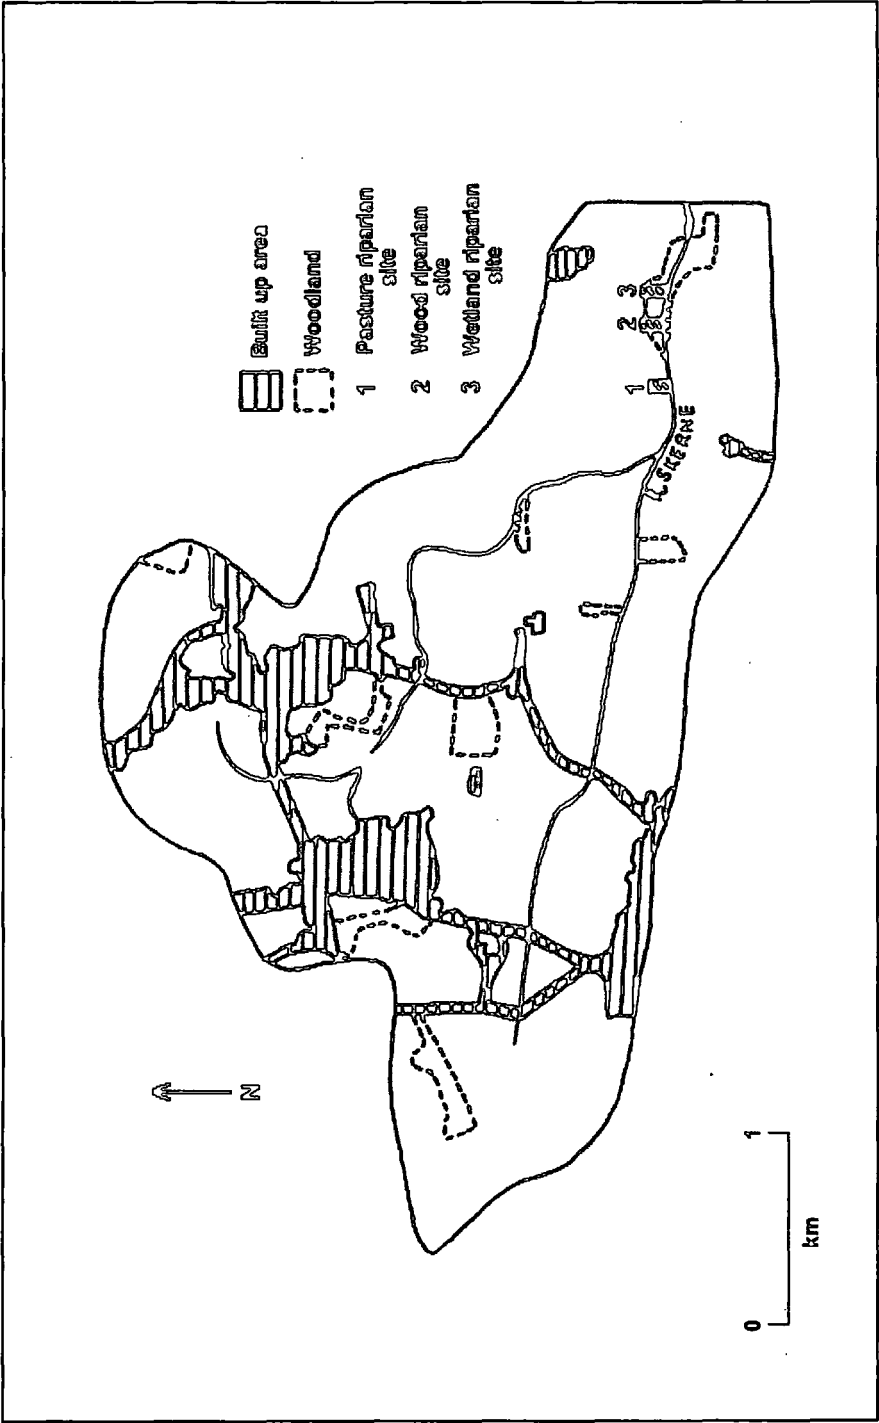 Built up area
Woodland
1 Pasture riparian
site
2 Wood riparian
site
3 Wetland riparian
site
N
1
2
3
SKERNE
0 1
km